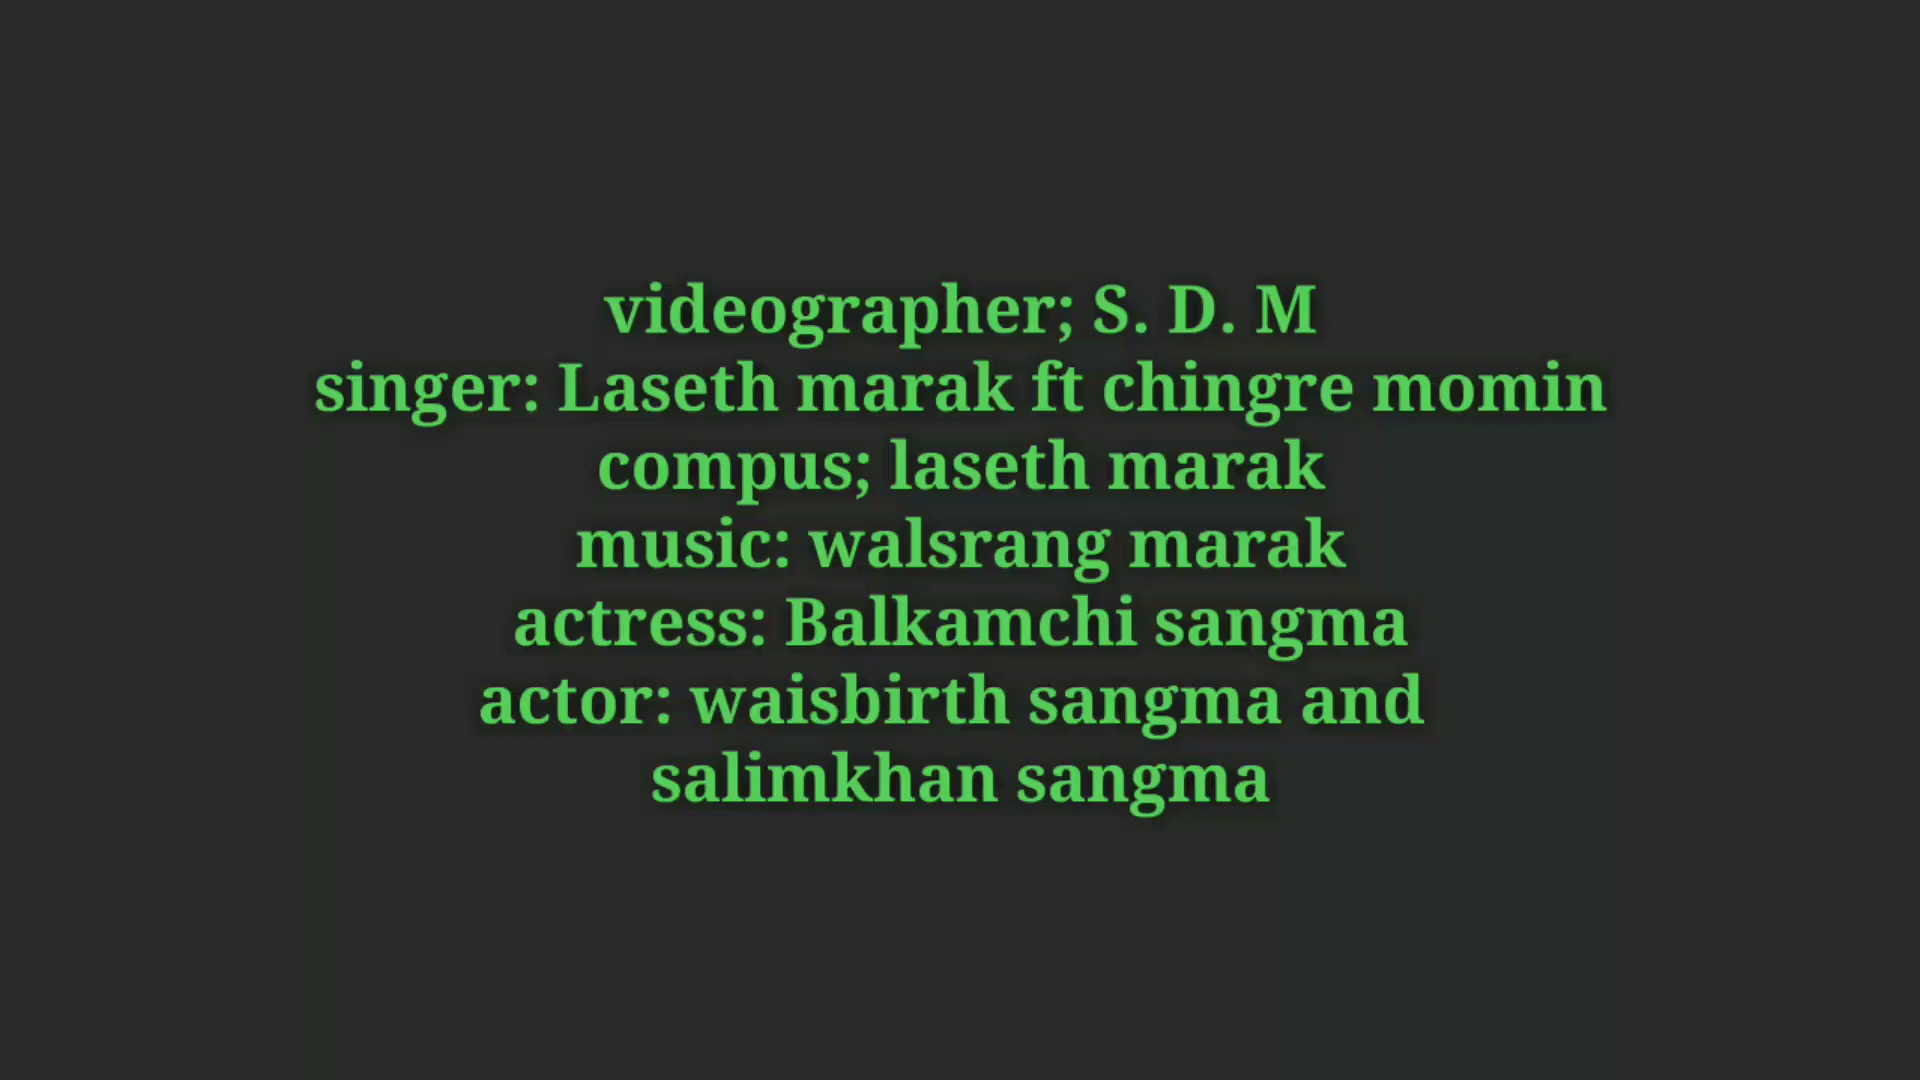 videographer; S. D. M
singer: Laseth marak ft chingre momin
compus; laseth marak
music: walsrang marak
actress: Balkamchi sangma
actor: waisbirth sangma and
salimkhan sangma